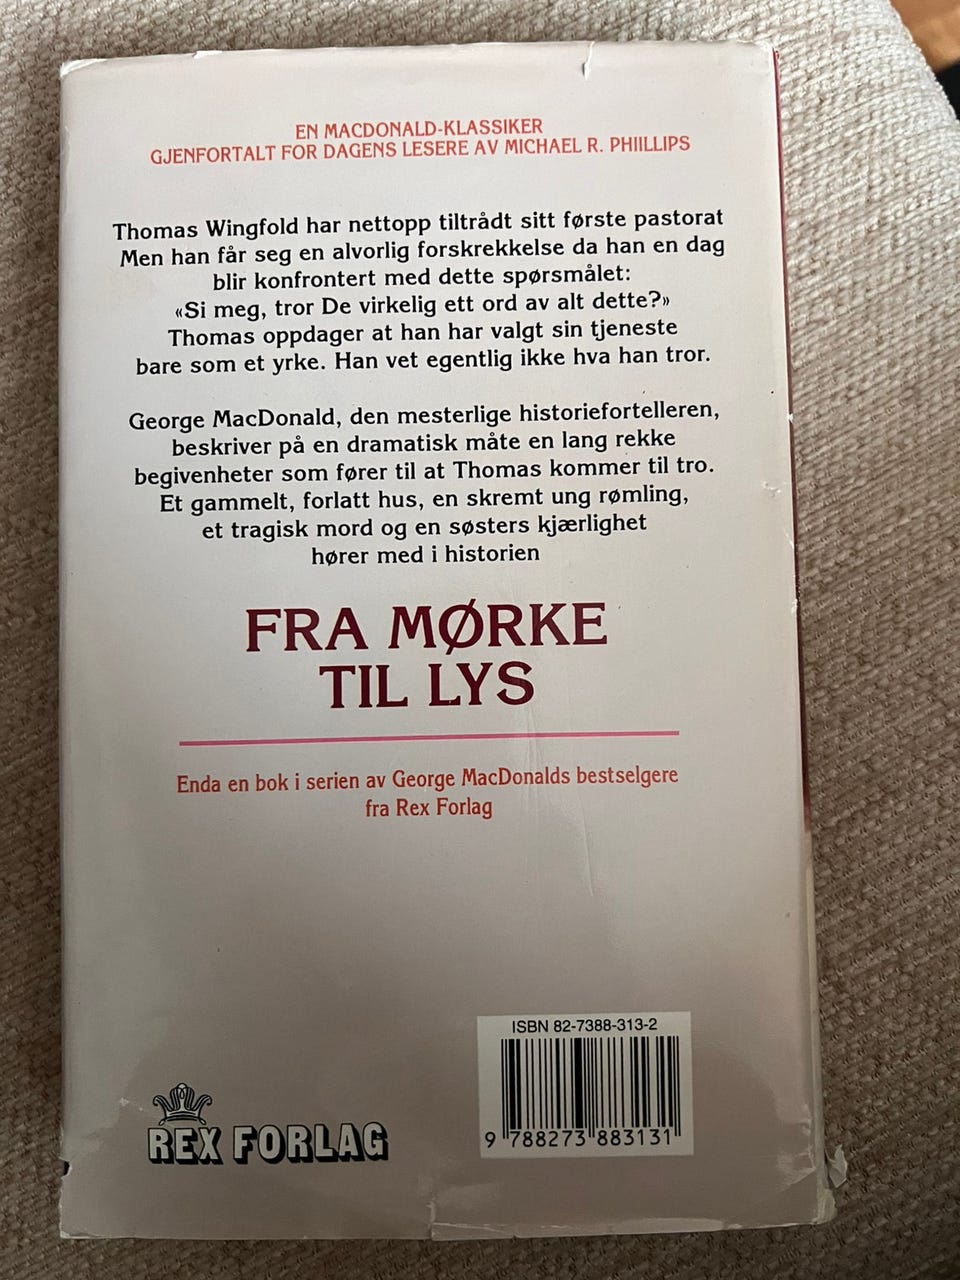 EN MACDONALD-KLASSIKER
GJENFORTALT FOR DAGENS LESERE AV MICHAEL R. PHIILLIPS
Thomas Wingfold har nettopp tiltrådt sitt første pastorat
Men han får seg en alvorlig forskrekkelse da han en dag
blir konfrontert med dette spørsmålet:
«Si meg, tror De virkelig ett ord av alt dette?»
Thomas oppdager at han har valgt sin tjeneste
bare som et yrke. Han vet egentlig ikke hva han tror.
George MacDonald, den mesterlige historiefortelleren,
beskriver på en dramatisk måte en lang rekke
begivenheter som fører til at Thomas kommer til tro.
Et gammelt, forlatt hus, en skremt ung rømling,
et tragisk mord og en søsters kjærlighet
hører med i historien
FRA MØRKE
TIL LYS
Enda en bok i serien av George MacDonalds bestselgere
fra Rex Forlag
ISBN 82-7388-313-2
9 788273 883131
REX FORLAG